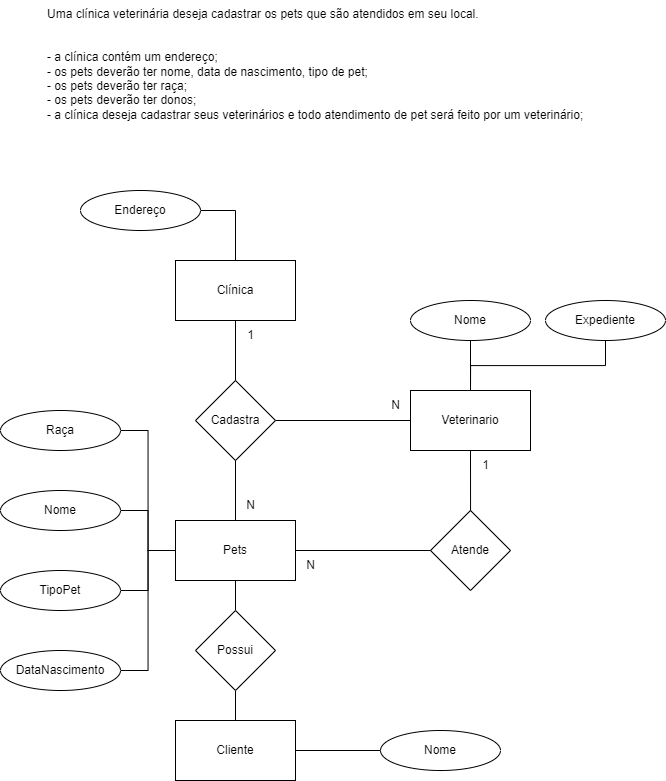 Uma clínica veterinária deseja cadastrar os pets que são atendidos em seu local.
- a clínica contém um endereço;
- os pets deverão ter nome, data de nascimento, tipo de pet;
- os pets deverão ter raça;
- os pets deverão ter donos;
- a clínica deseja cadastrar seus veterinários e todo atendimento de pet será feito por um veterinário;
Endereço
Clínica
1
Nome
Expediente
Cadastra
N
Veterinario
Raça
1
N
Nome
Pets
N
Atende
TipoPet
Possui
DataNascimento
Cliente
Nome